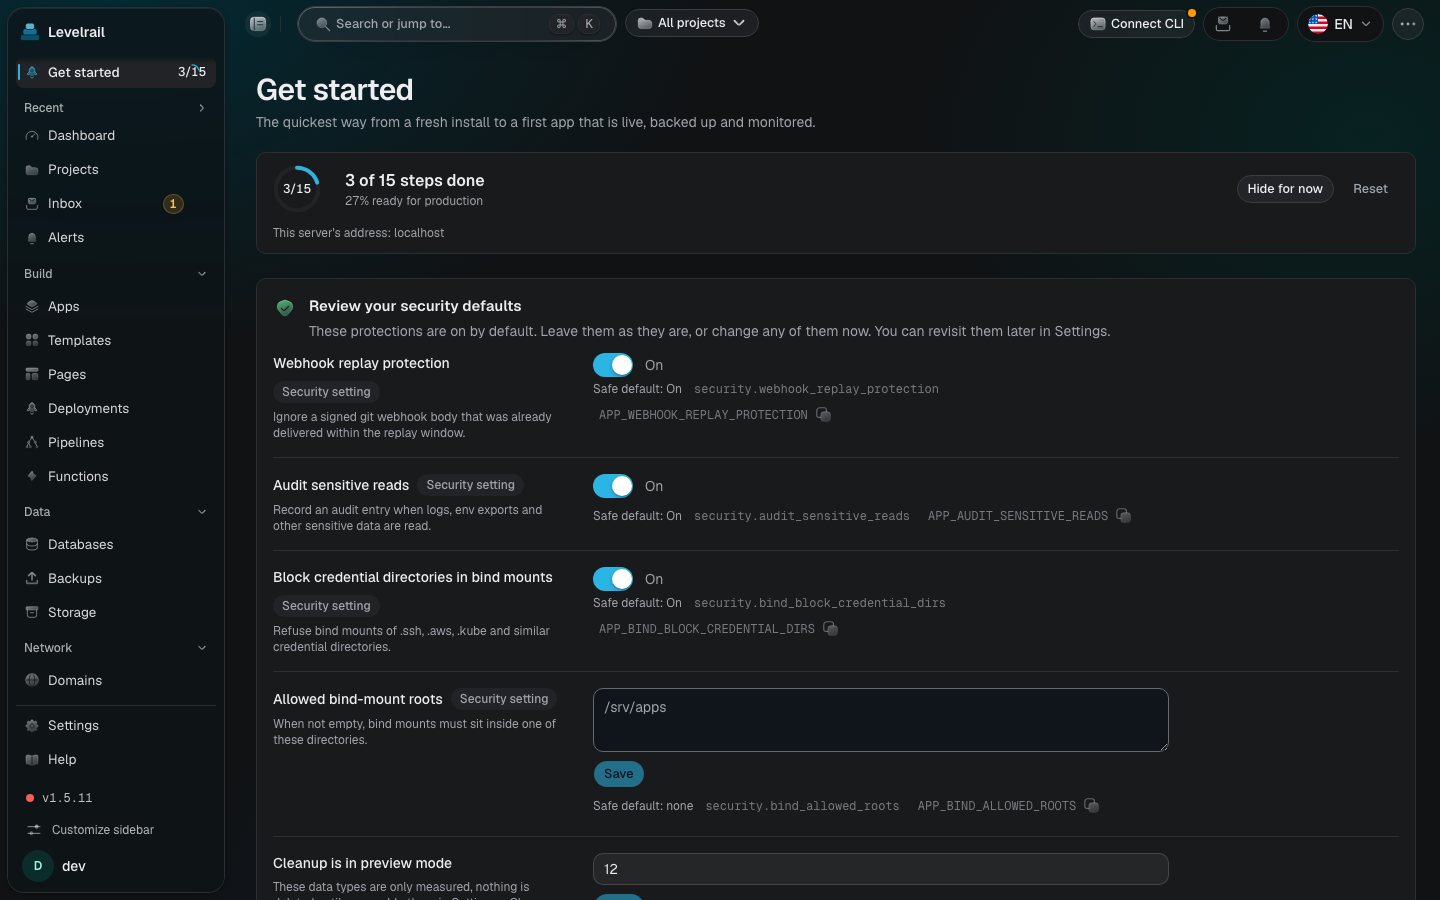 Levelrail
Search or jump to...
⌘ K
All projects
Connect CLI
EN
Get started
3/15
Recent
Dashboard
Projects
Inbox
1
Alerts
Build
Apps
Templates
Pages
Deployments
Pipelines
Functions
Data
Databases
Backups
Storage
Network
Domains
Settings
Help
v1.5.11
Customize sidebar
D
dev
Get started
The quickest way from a fresh install to a first app that is live, backed up and monitored.
3/15
3 of 15 steps done
27% ready for production
Hide for now
Reset
This server's address: localhost
Review your security defaults
These protections are on by default. Leave them as they are, or change any of them now. You can revisit them later in Settings.
Webhook replay protection
Security setting
Ignore a signed git webhook body that was already
delivered within the replay window.
On
Safe default: On security.webhook_replay_protection
APP_WEBHOOK_REPLAY_PROTECTION
Audit sensitive reads Security setting
Record an audit entry when logs, env exports and
other sensitive data are read.
On
Safe default: On security.audit_sensitive_reads APP_AUDIT_SENSITIVE_READS
Block credential directories in bind mounts
Security setting
Refuse bind mounts of .ssh, .aws, .kube and similar
credential directories.
On
Safe default: On security.bind_block_credential_dirs
APP_BIND_BLOCK_CREDENTIAL_DIRS
Allowed bind-mount roots Security setting
When not empty, bind mounts must sit inside one of
these directories.
/srv/apps
Save
Safe default: none security.bind_allowed_roots APP_BIND_ALLOWED_ROOTS
Cleanup is in preview mode
These data types are only measured, nothing is
12